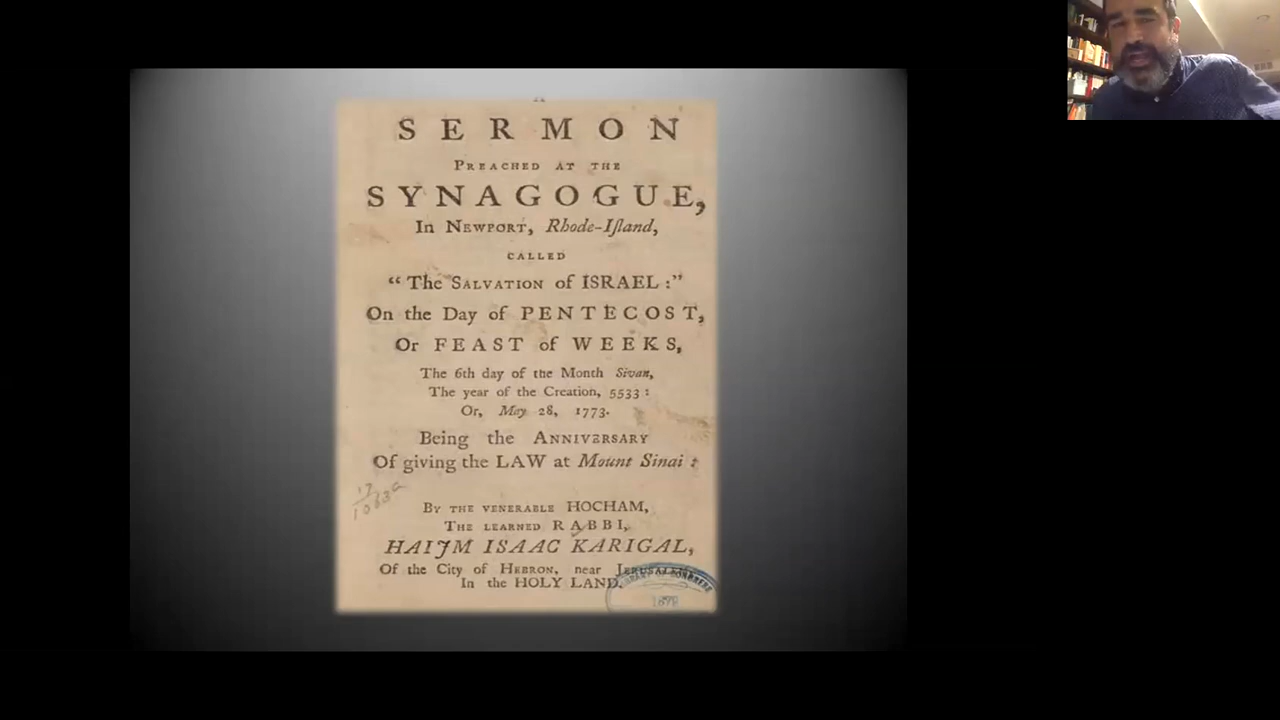 A
SERMON
PREACHED AT THE
SYNAGOGUE,
In NEWPORT, Rhode-Iſland,
CALLED
“ The SALVATION of ISRAEL :”
On the Day of PENTECOST,
Or FEAST of WEEKS,
The 6th day of the Month Sivan,
The year of the Creation, 5533 :
Or, May 28, 1773.
Being the ANNIVERSARY
Of giving the LAW at Mount Sinai :
BY THE VENERABLE HOCHAM,
THE LEARNED RABBI,
HAIJM ISAAC KARIGAL,
Of the City of HEBRON, near JERUSALEM,
In the HOLY LAND
LIBRARY OF CONGRESS